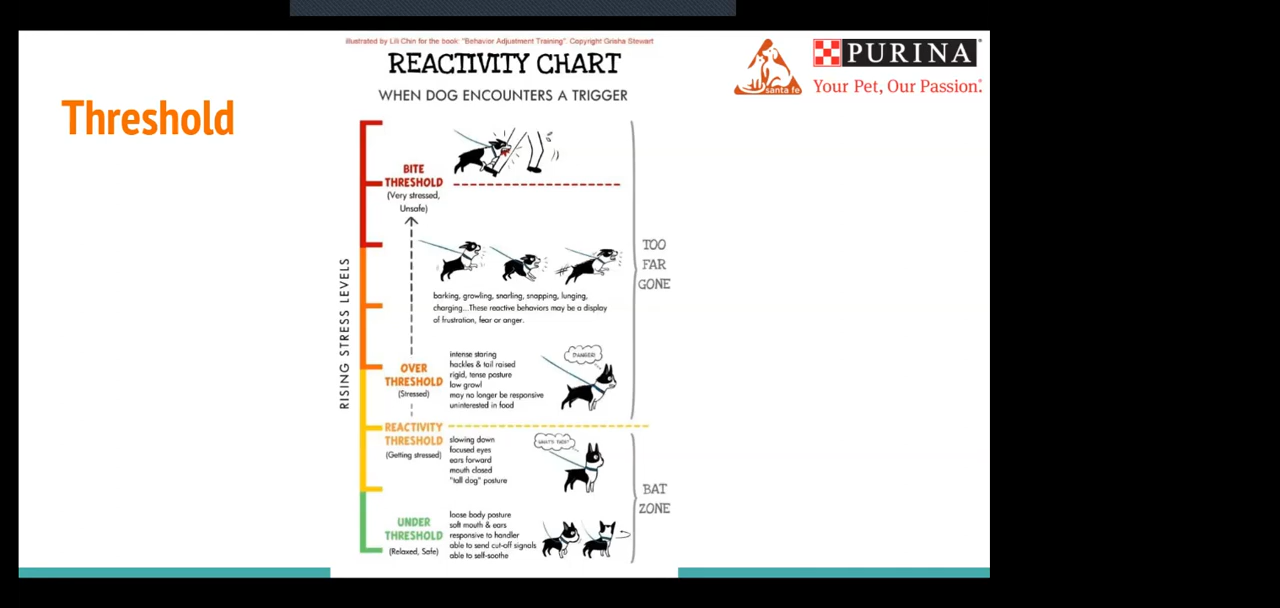 Illustrated by Lili Chin for the book: "Behavior Adjustment Training". Copyright Grisha Stewart
REACTIVITY CHART
WHEN DOG ENCOUNTERS A TRIGGER
santa fe
PURINA®
Your Pet, Our Passion.®
Threshold
RISING STRESS LEVELS
BITE
THRESHOLD
(Very stressed,
Unsafe)
barking, growling, snarling, snapping, lunging,
charging...These reactive behaviors may be a display
of frustration, fear or anger.
TOO
FAR
GONE
OVER
THRESHOLD
(Stressed)
intense staring
hackles & tail raised
rigid, tense posture
low growl
may no longer be responsive
uninterested in food
DANGER!
REACTIVITY
THRESHOLD
(Getting stressed)
slowing down
focused eyes
ears forward
mouth closed
"tall dog" posture
WHAT'S THAT?
BAT
ZONE
UNDER
THRESHOLD
(Relaxed, Safe)
loose body posture
soft mouth & ears
responsive to handler
able to send cut-off signals
able to self-soothe